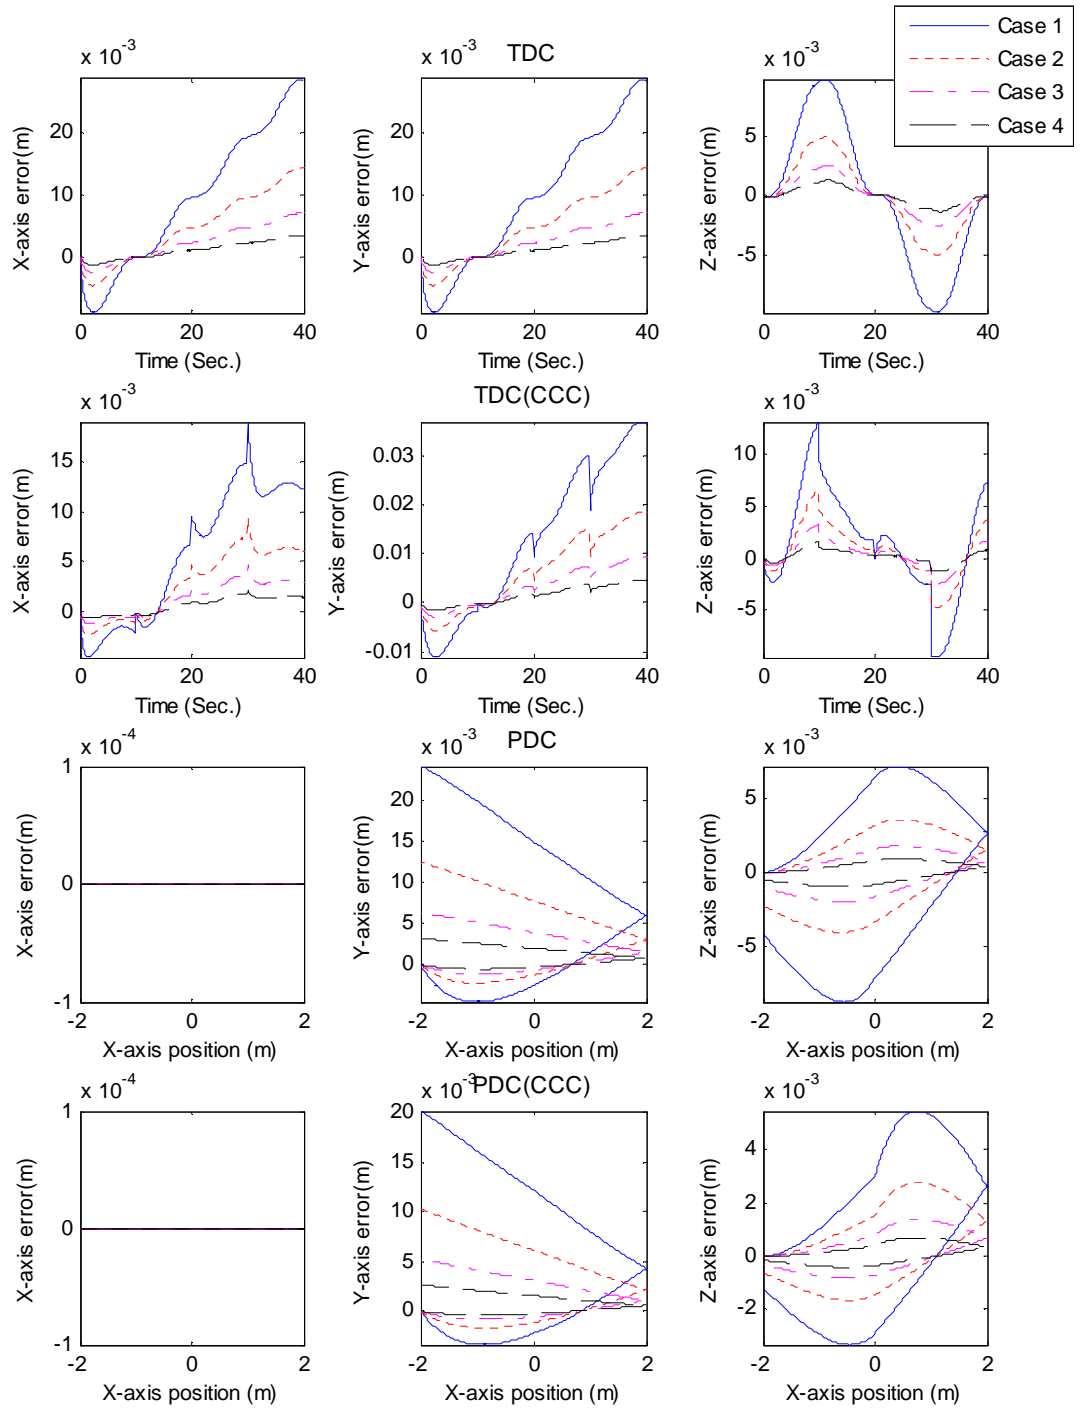 Case 1
Case 2
Case 3
Case 4
x 10-3
x 10-3
TDC
x 10-3
20
10
0
X-axis error(m)
0
20
40
Time (Sec.)
20
10
0
Y-axis error(m)
0
20
40
Time (Sec.)
5
0
-5
Z-axis error(m)
0
20
40
Time (Sec.)
x 10-3
TDC(CCC)
x 10-3
15
10
5
0
X-axis error(m)
0
20
40
Time (Sec.)
0.03
0.02
0.01
0
-0.01
Y-axis error(m)
0
20
40
Time (Sec.)
10
5
0
-5
Z-axis error(m)
0
20
40
Time (Sec.)
x 10-4
x 10-3
PDC
x 10-3
1
0
-1
X-axis error(m)
-2
0
2
X-axis position (m)
20
15
10
5
0
Y-axis error(m)
-2
0
2
X-axis position (m)
5
0
-5
Z-axis error(m)
-2
0
2
X-axis position (m)
x 10-4
x 10-3
PDC(CCC)
x 10-3
1
0
-1
X-axis error(m)
-2
0
2
X-axis position (m)
20
15
10
5
0
Y-axis error(m)
-2
0
2
X-axis position (m)
4
2
0
-2
Z-axis error(m)
-2
0
2
X-axis position (m)